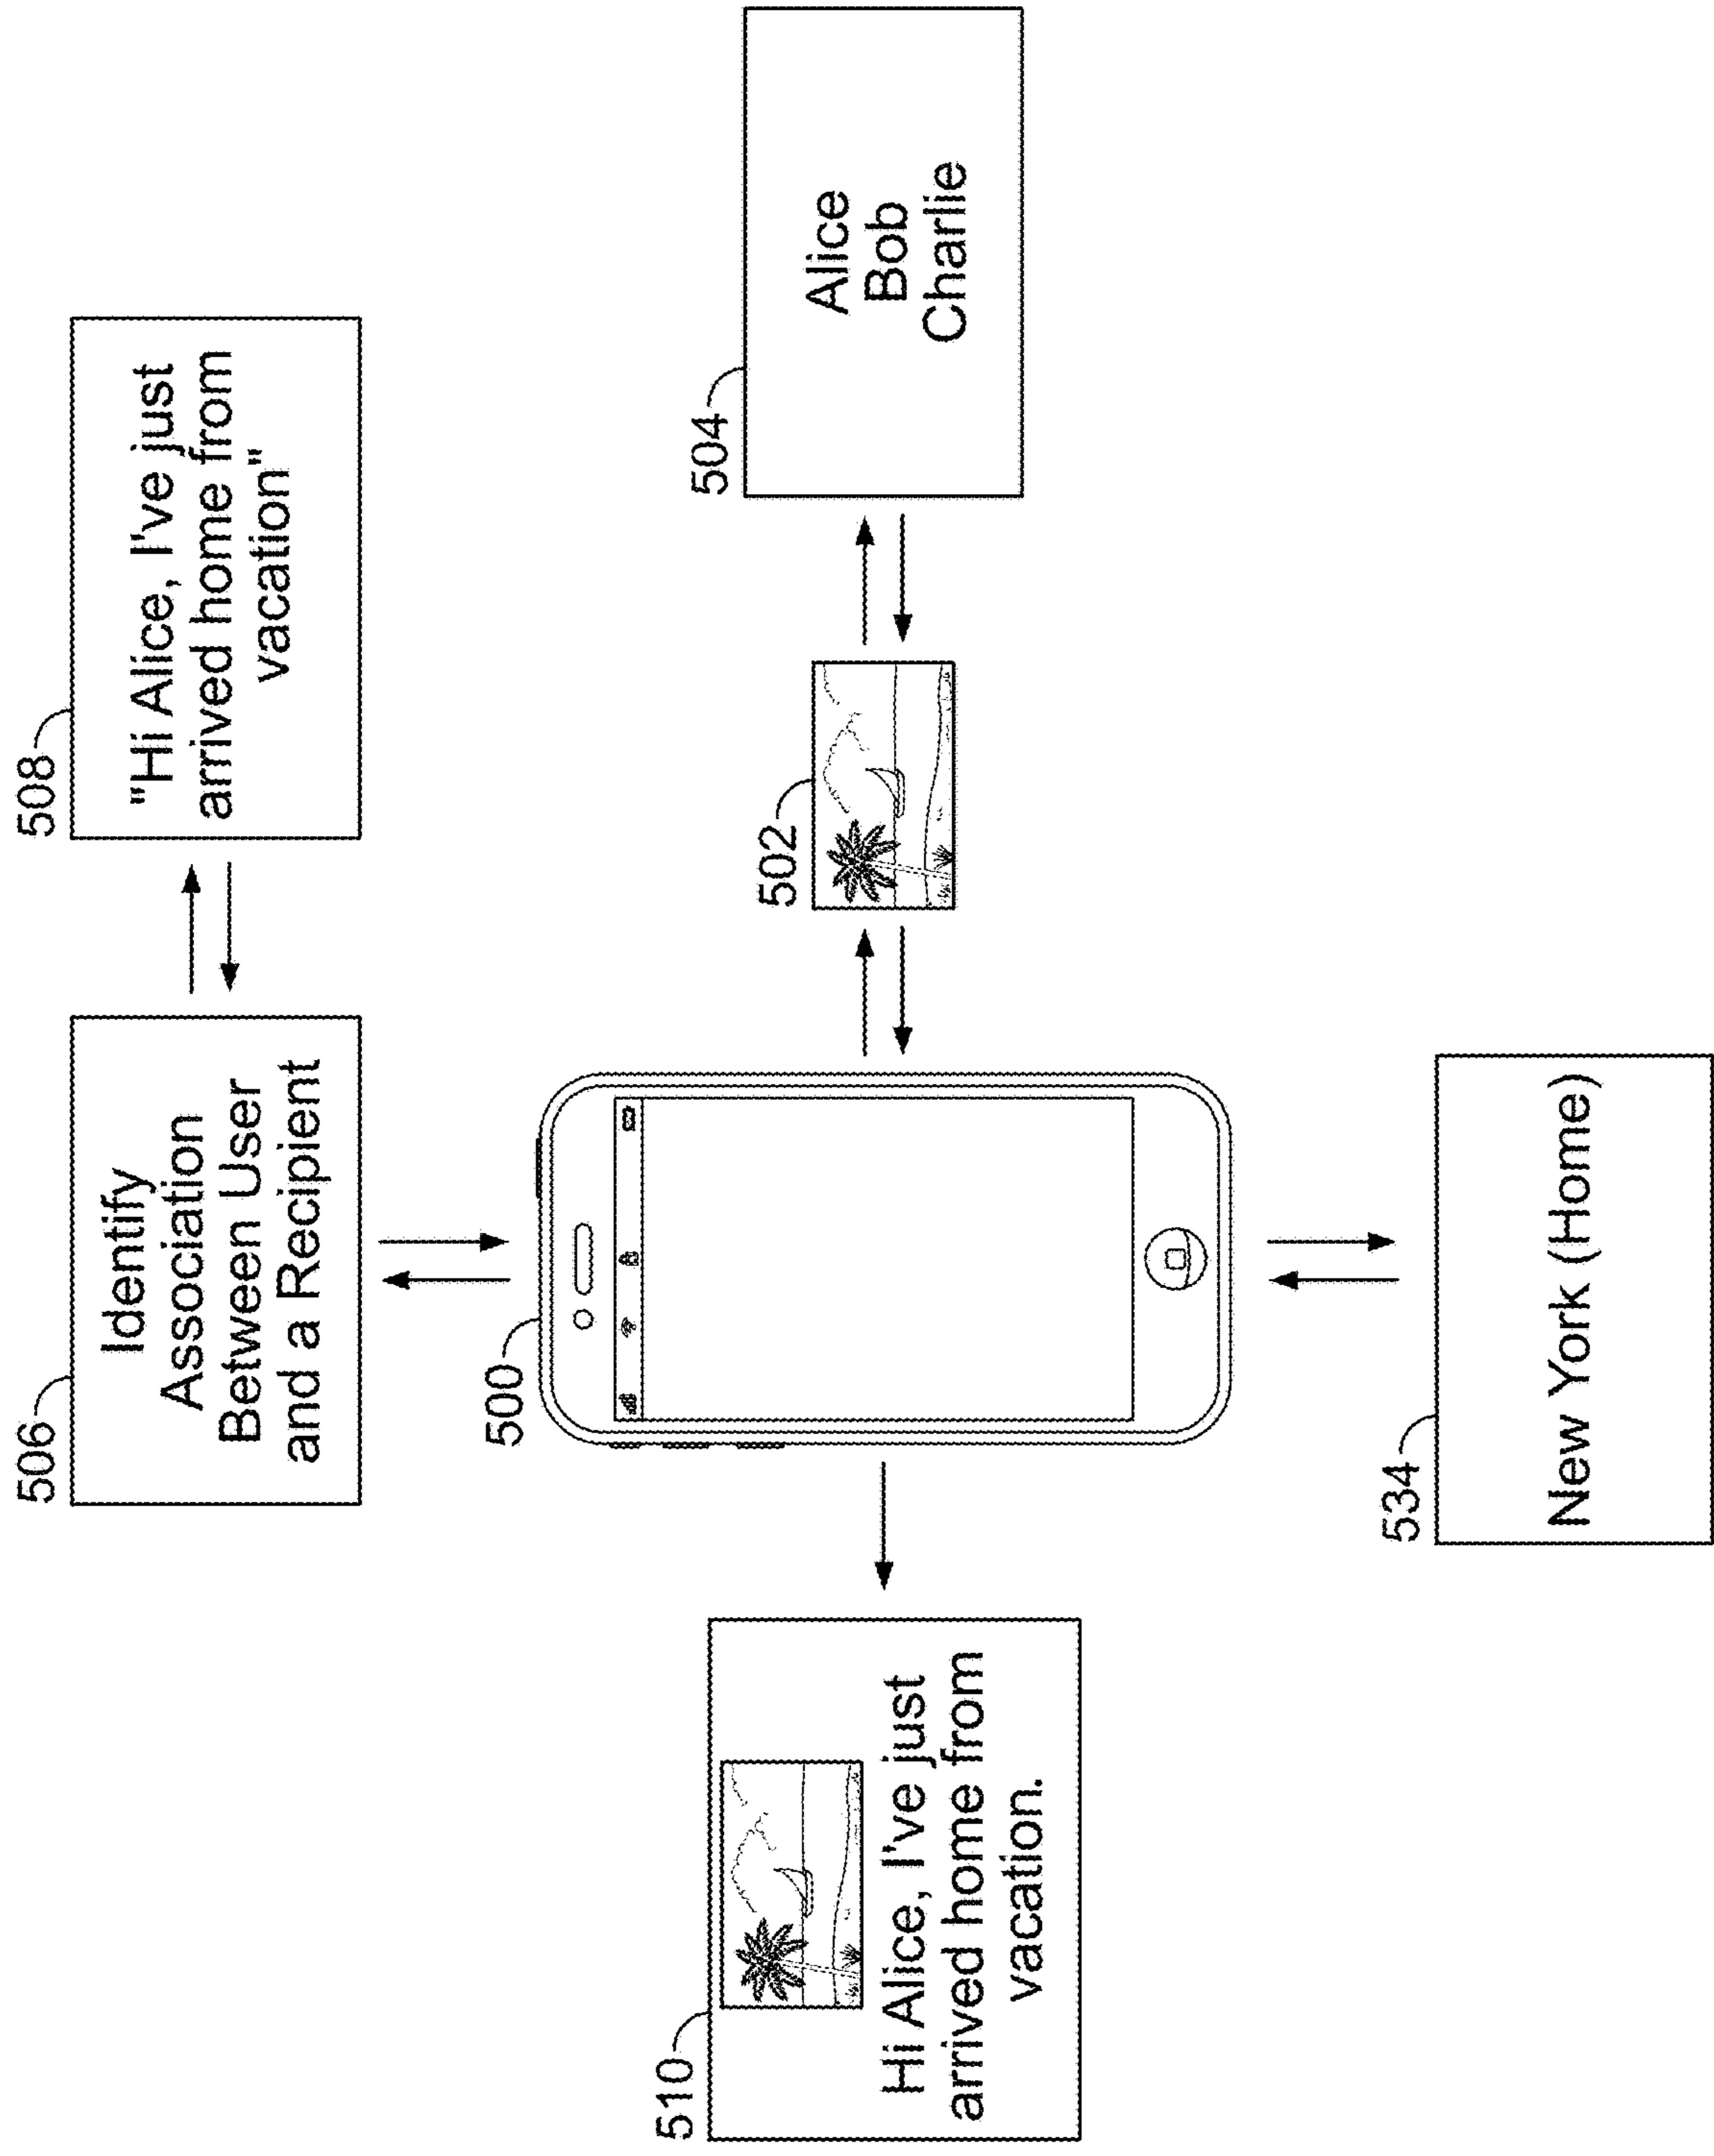 508
"Hi Alice, I've just
arrived home from
vacation"
506
Identify
Association
Between User
and a Recipient
504
Alice
Bob
Charlie
502
500
510
Hi Alice, I've just
arrived home from
vacation.
534
New York (Home)